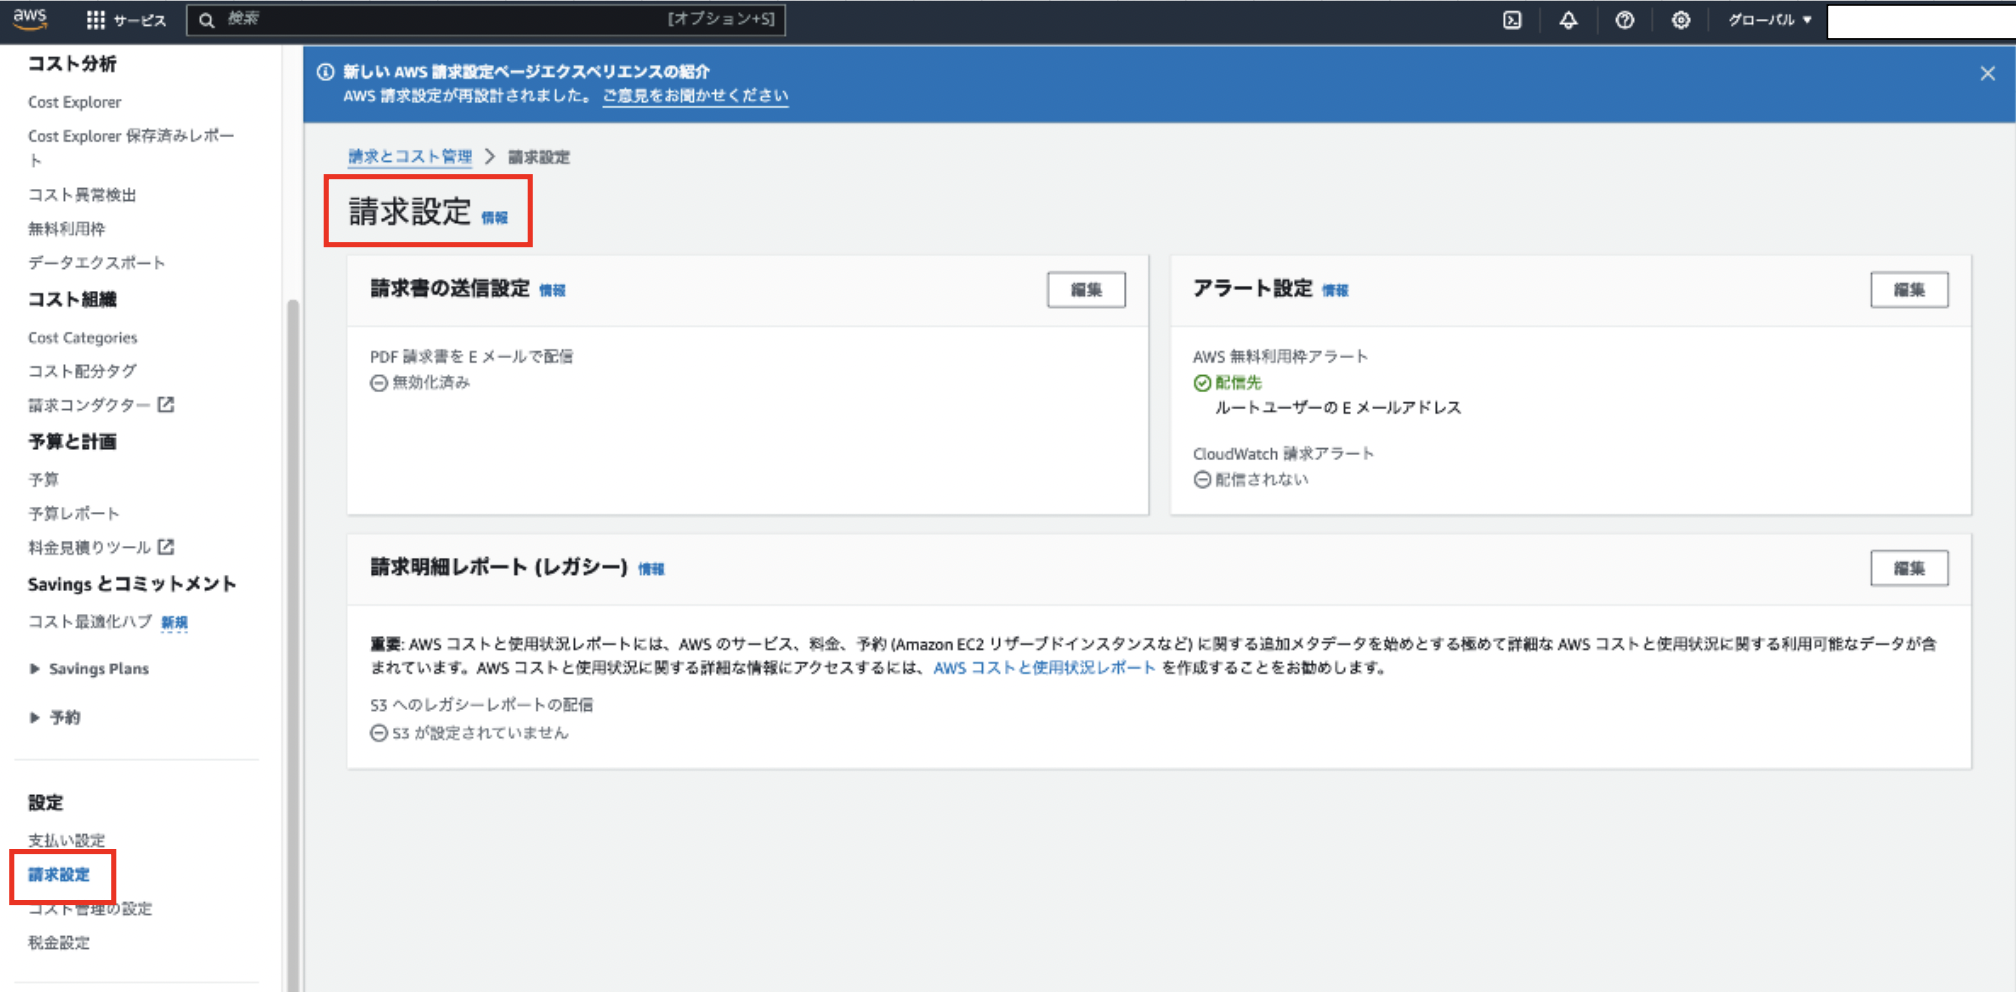 aws
サービス
検索
[オプション+S]
グローバル ▼
コスト分析
Cost Explorer
Cost Explorer 保存済みレポー
ト
コスト異常検出
無料利用枠
データエクスポート
コスト組織
Cost Categories
コスト配分タグ
請求コンダクター
予算と計画
予算
予算レポート
料金見積りツール
Savings とコミットメント
コスト最適化ハブ 新規
Savings Plans
予約
設定
支払い設定
請求設定
コスト管理の設定
税金設定
新しい AWS 請求設定ページエクスペリエンスの紹介
AWS 請求設定が再設計されました。 ご意見をお聞かせください
請求とコスト管理 > 請求設定
請求設定 情報
請求書の送信設定 情報
編集
PDF 請求書を E メールで配信
無効化済み
アラート設定 情報
編集
AWS 無料利用枠アラート
配信先
ルートユーザーの E メールアドレス
CloudWatch 請求アラート
配信されない
請求明細レポート (レガシー) 情報
編集
重要: AWS コストと使用状況レポートには、AWS のサービス、料金、予約 (Amazon EC2 リザーブドインスタンスなど) に関する追加メタデータを始めとする極めて詳細な AWS コストと使用状況に関する利用可能なデータが含
まれています。AWS コストと使用状況に関する詳細な情報にアクセスするには、AWS コストと使用状況レポート を作成することをお勧めします。
S3 へのレガシーレポートの配信
S3 が設定されていません